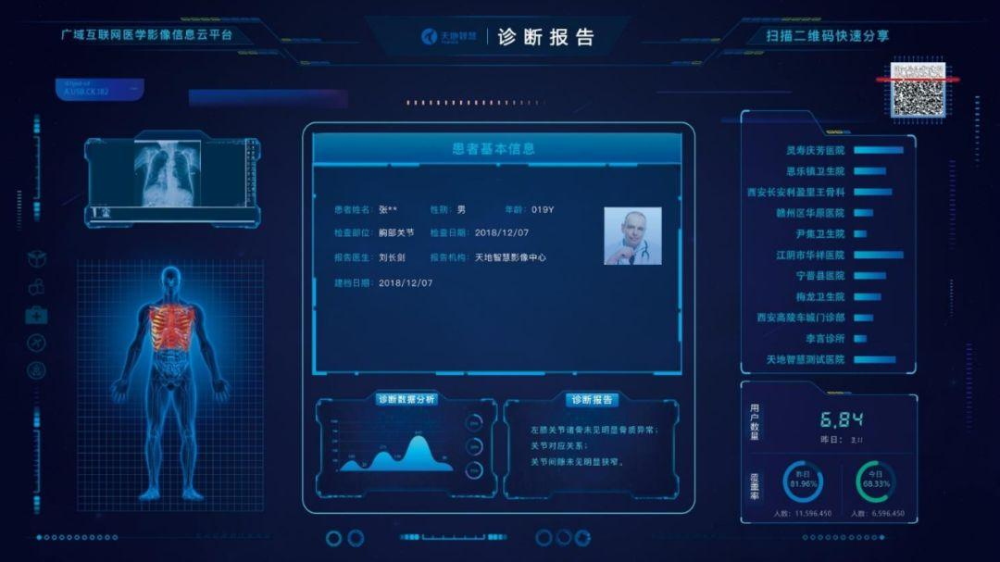 广域互联网医学影像信息云平台
天地智慧
诊断报告
扫描二维码快速分享
A.USB.CK.182
患者基本信息
患者姓名: 张** 性别: 男 年龄: 019Y
检查部位: 胸部关节 检查日期: 2018/12/07
报告医生: 刘长剑 报告机构: 天地智慧影像中心
建档日期: 2018/12/07
诊断数据分析
诊断报告
左肺关节诸骨未见明显骨质异常;
关节对应关系;
关节间隙未见明显狭窄。
灵寿庆芳医院
恩乐镇卫生院
西安长安利盈里王骨科
赣州区华原医院
尹集卫生院
江阴市华祥医院
宁晋县医院
梅龙卫生院
西安高陵车城门诊部
李言诊所
天地智慧测试医院
用户数量
6,84
昨日: 3,11
覆盖率
昨日
81.96%
人数: 11,596,450
今日
68.33%
人数: 6,596,450